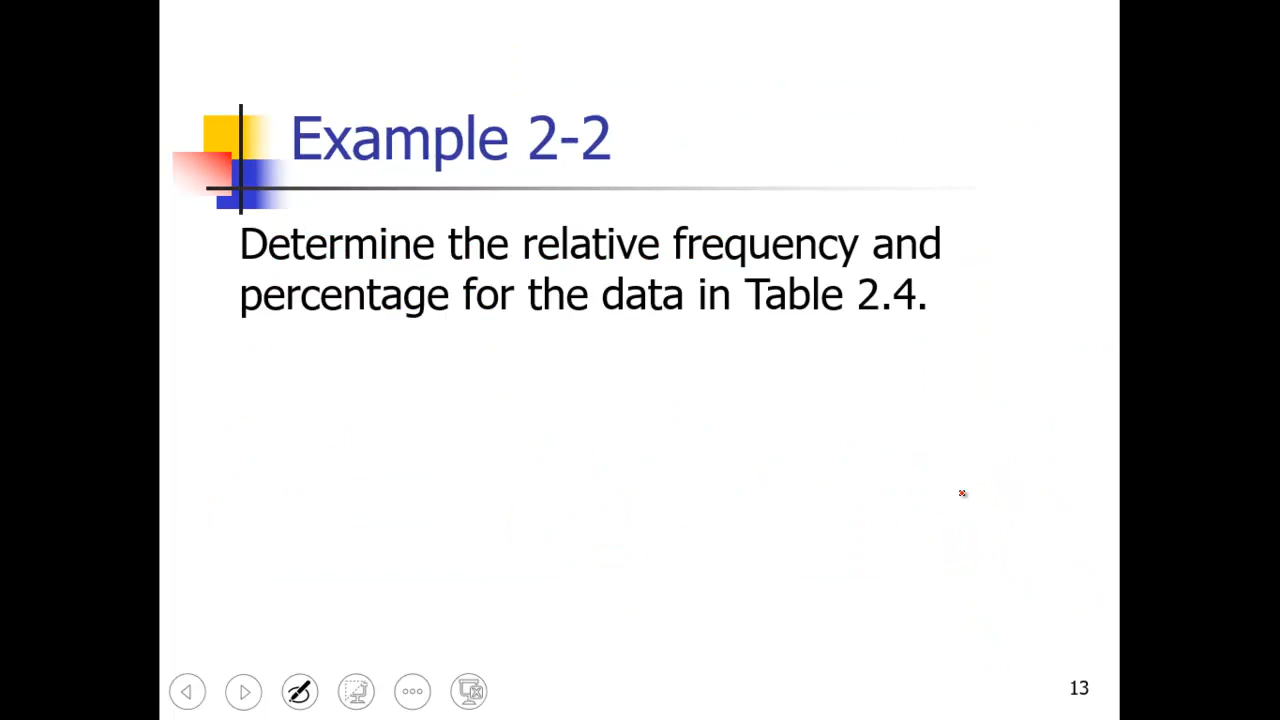 Example 2-2
Determine the relative frequency and
percentage for the data in Table 2.4.
13